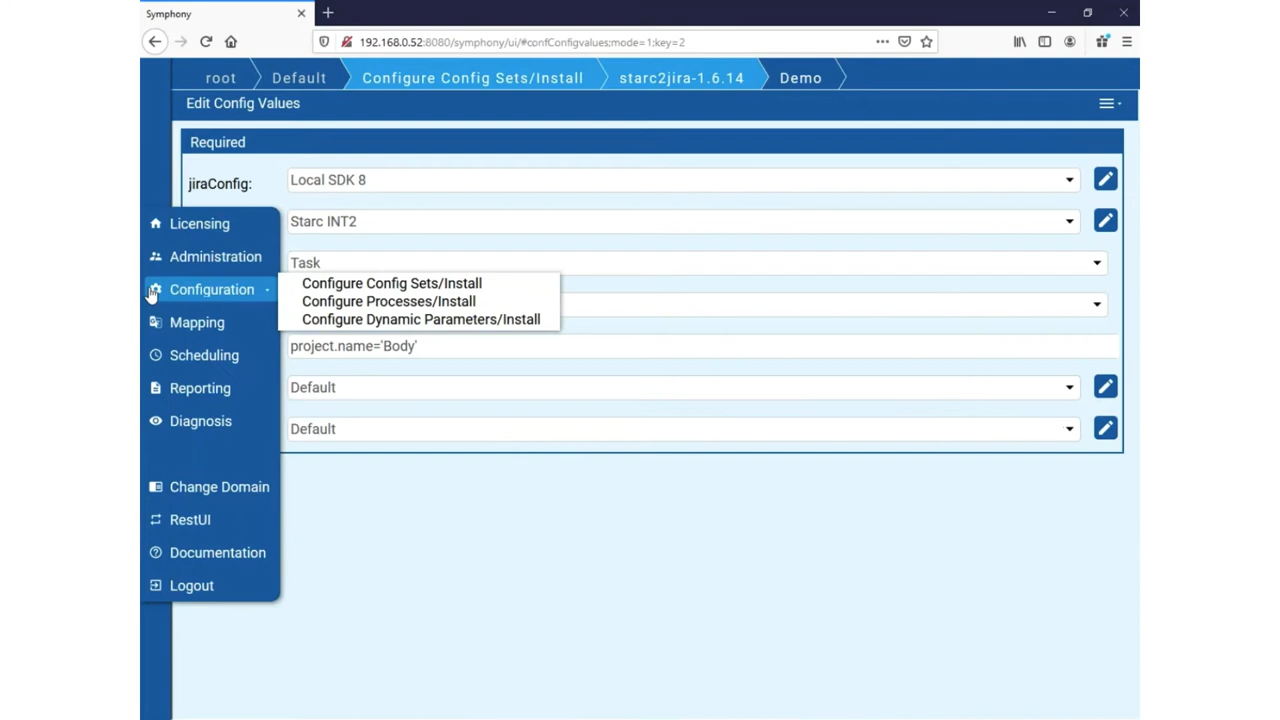 Symphony
192.168.0.52:8080/symphony/ui/#confConfigvalues;mode=1;key=2
root Default Configure Config Sets/Install starc2jira-1.6.14 Demo
Edit Config Values
Required
jiraConfig: Local SDK 8
Licensing Starc INT2
Administration Task
Configuration Configure Config Sets/Install
Configure Processes/Install
Configure Dynamic Parameters/Install
Mapping
project.name='Body'
Scheduling
Reporting Default
Diagnosis Default
Change Domain
RestUI
Documentation
Logout